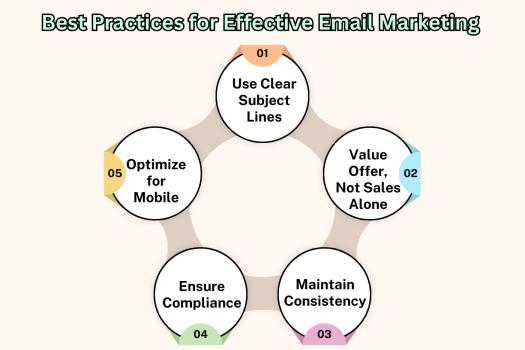 Best Practices for Effective Email Marketing
01
Use Clear
Subject
Lines
Value
Offer,
Not Sales
Alone
02
Maintain
Consistency
03
Ensure
Compliance
04
Optimize
for
Mobile
05